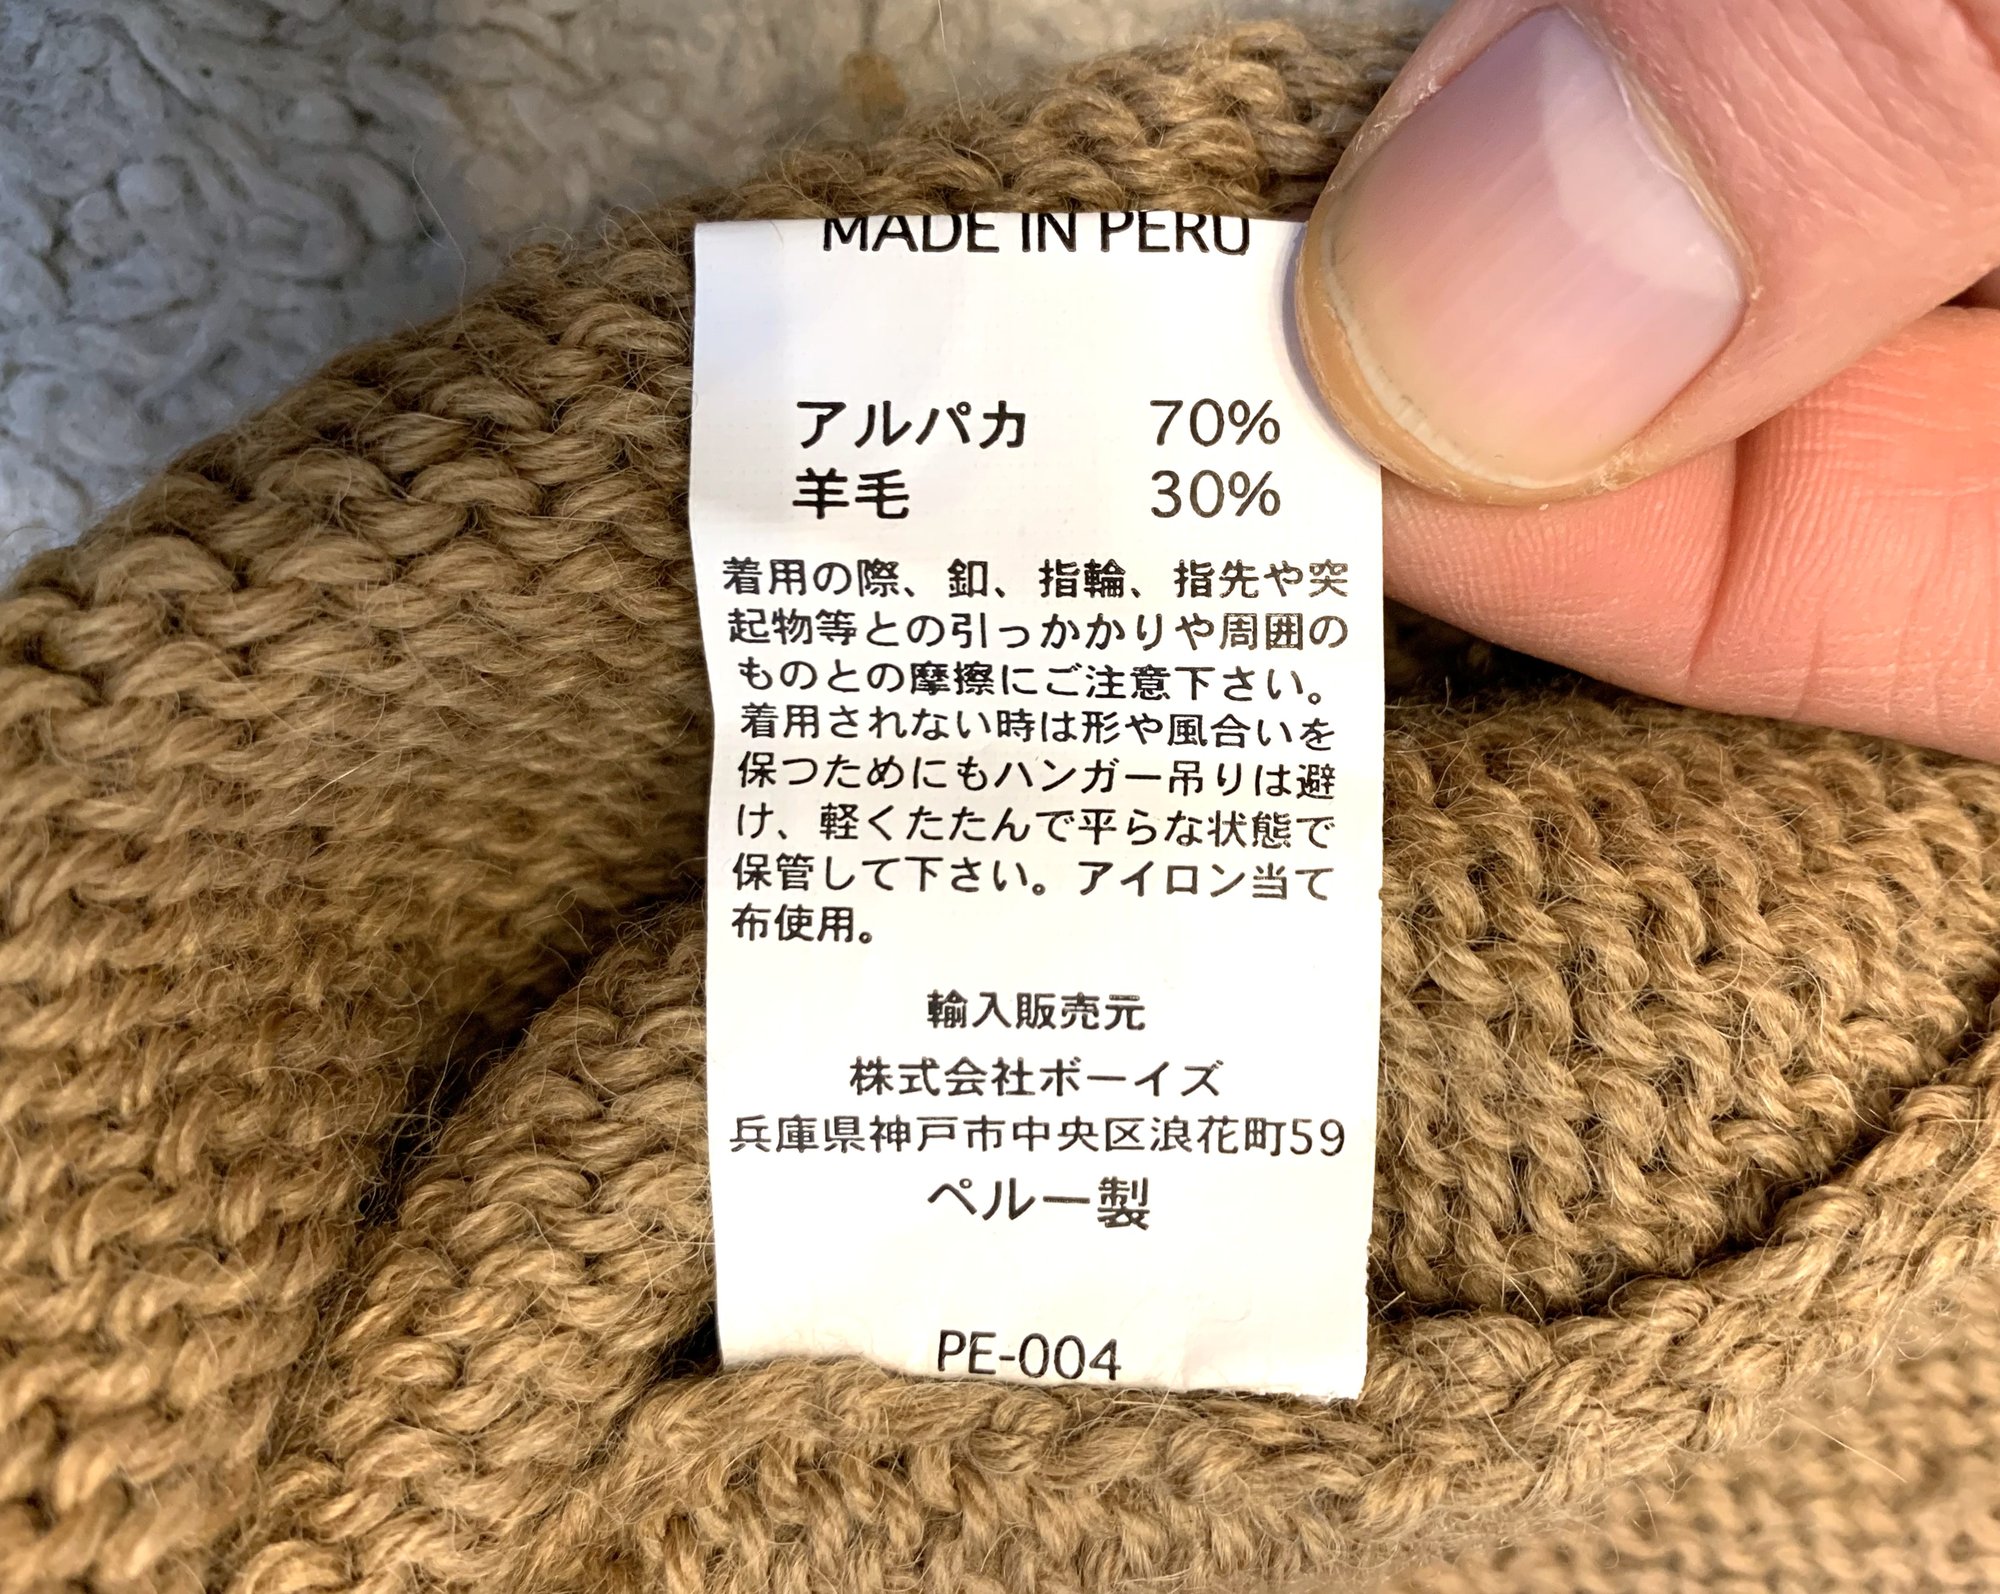 MADE IN PERU
アルパカ 70%
羊毛 30%
着用の際、釦、指輪、指先や突
起物等との引っかかりや周囲の
ものとの摩擦にご注意下さい。
着用されない時は形や風合いを
保つためにもハンガー吊りは避
け、軽くたたんで平らな状態で
保管して下さい。アイロン当て
布使用。
輸入販売元
株式会社ボーイズ
兵庫県神戸市中央区浪花町59
ペルー製
PE-004